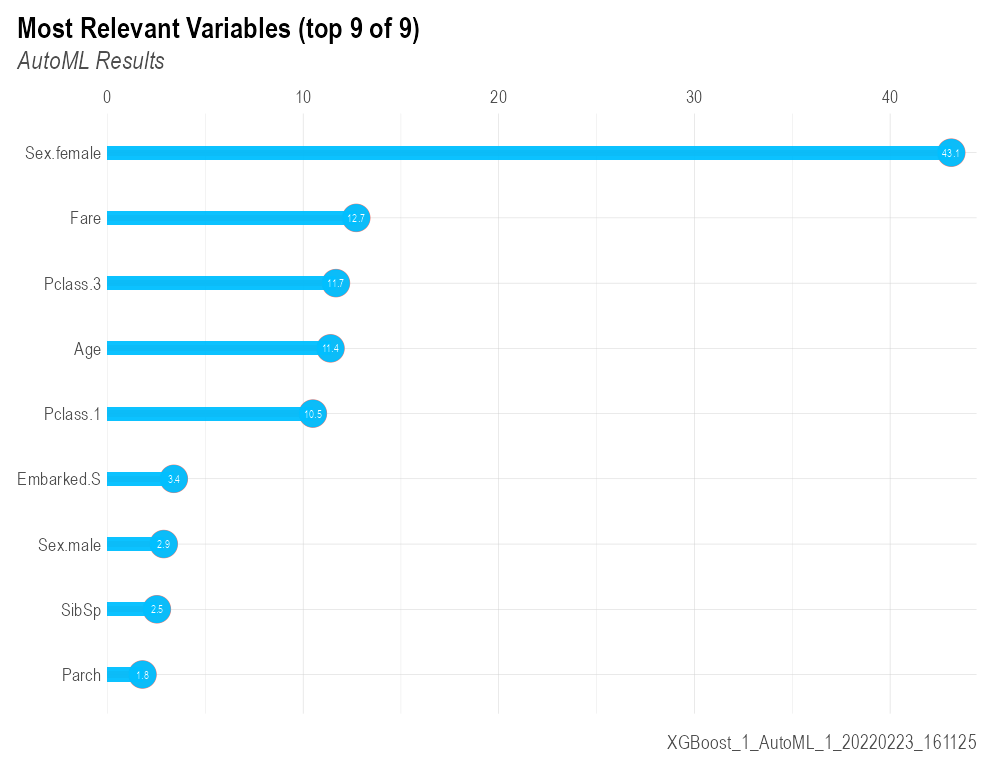 Most Relevant Variables (top 9 of 9)
AutoML Results
0 10 20 30 40
Sex.female 43.1
Fare 12.7
Pclass.3 11.7
Age 11.4
Pclass.1 10.5
Embarked.S 3.4
Sex.male 2.9
SibSp 2.5
Parch 1.8
XGBoost_1_AutoML_1_20220223_161125